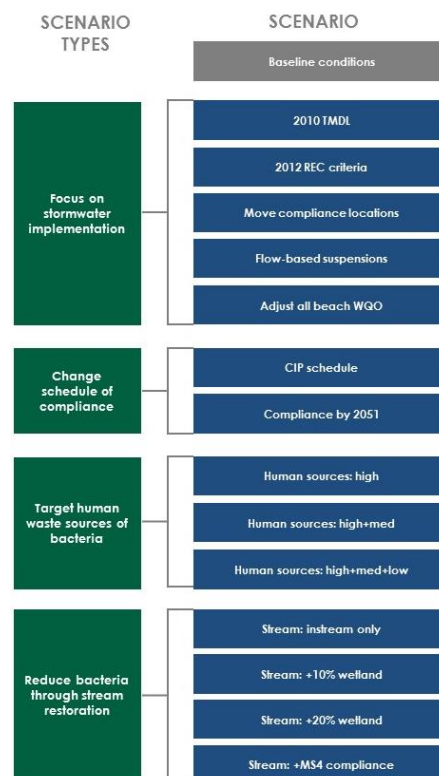 SCENARIO
TYPES
SCENARIO
Baseline conditions
Focus on
stormwater
implementation
2010 TMDL
2012 REC criteria
Move compliance locations
Flow-based suspensions
Adjust all beach WQO
Change
schedule of
compliance
CIP schedule
Compliance by 2051
Target human
waste sources of
bacteria
Human sources: high
Human sources: high+med
Human sources: high+med+low
Reduce bacteria
through stream
restoration
Stream: instream only
Stream: +10% wetland
Stream: +20% wetland
Stream: +MS4 compliance